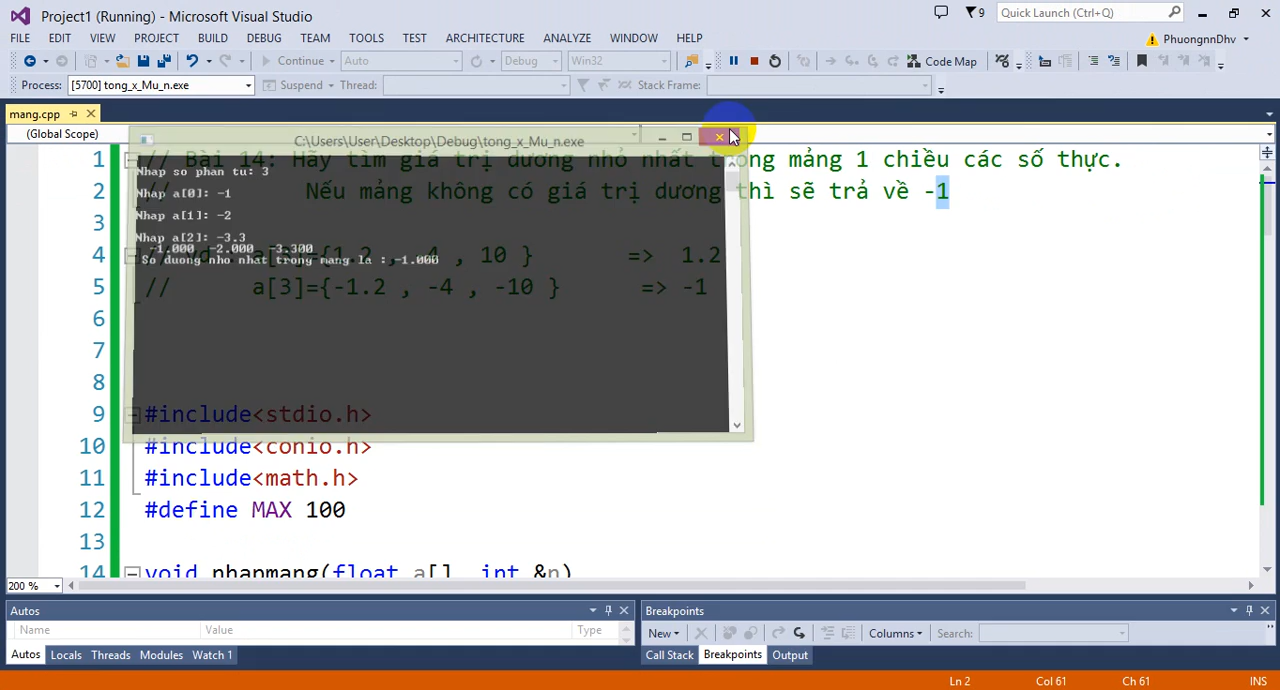 Project1 (Running) - Microsoft Visual Studio
9
Quick Launch (Ctrl+Q)
FILE EDIT VIEW PROJECT BUILD DEBUG TEAM TOOLS TEST ARCHITECTURE ANALYZE WINDOW HELP
PhuongnnDhv
Continue Auto Debug Win32 Code Map
Process: [5700] tong_x_Mu_n.exe Suspend Thread: Stack Frame:
mang.cpp
(Global Scope)
C:\Users\User\Desktop\Debug\tong_x_Mu_n.exe
1 // Bài 14: Hãy tìm giá trị dương nhỏ nhất trong mảng 1 chiều các số thực.
Nhap so phan tu: 3
2 // Nếu mảng không có giá trị dương thì sẽ trả về -1
Nhap a[0]: -1
Nhap a[1]: -2
3
Nhap a[2]: -3.3
-1.000 -2.000 -3.300
4 // vd : a[3]={1.2 , -4 , 10 } => 1.2
So duong nho nhat trong mang la : -1.000
5 // a[3]={-1.2 , -4 , -10 } => -1
6
7
8
9 #include<stdio.h>
10 #include<conio.h>
11 #include<math.h>
12 #define MAX 100
13
14 void nhapmang(float a[], int &n)
200 %
Autos
Name Value Type
Autos Locals Threads Modules Watch 1
Breakpoints
New Columns Search:
Call Stack Breakpoints Output
Ln 2 Col 61 Ch 61 INS